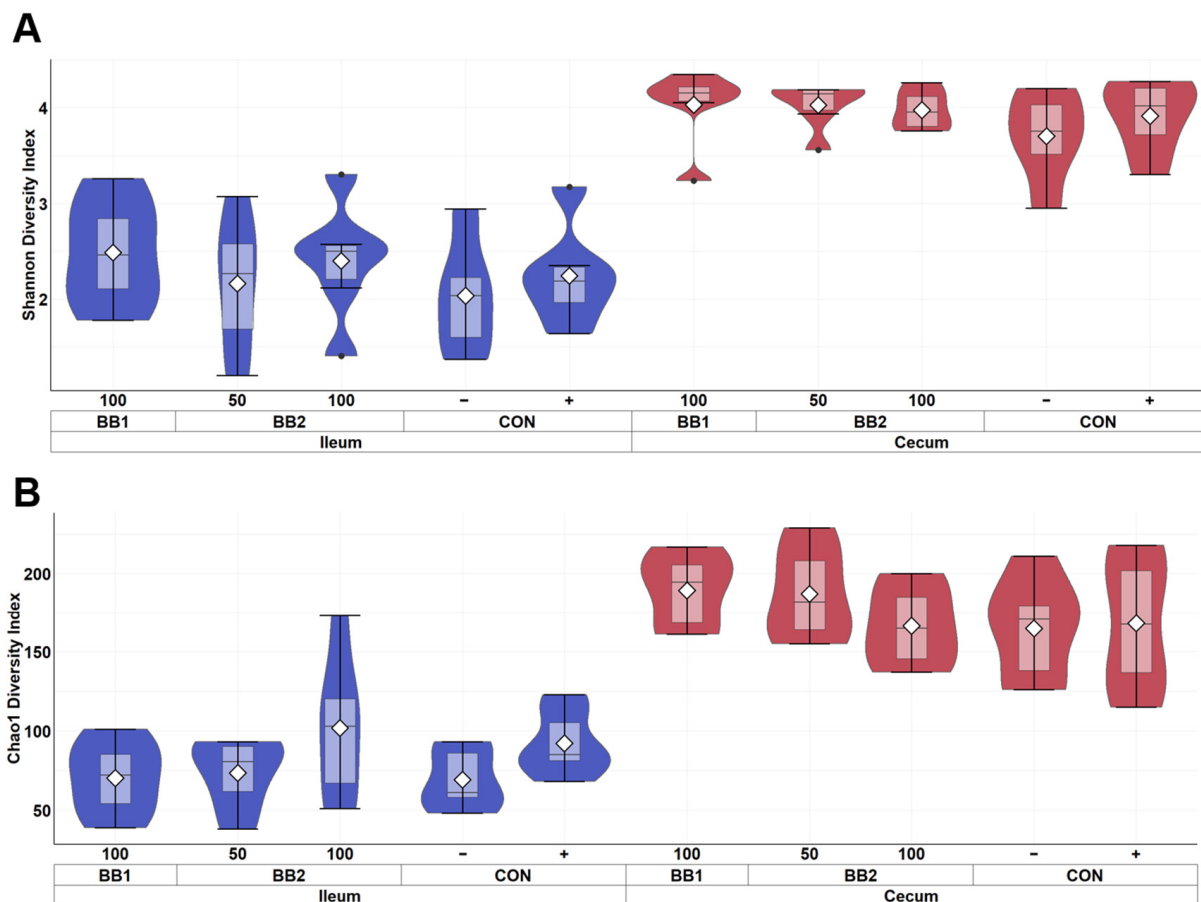 A
Shannon Diversity Index
4
3
2
100 50 100 − + 100 50 100 − +
BB1 BB2 CON BB1 BB2 CON
Ileum Cecum
B
Chao1 Diversity Index
200
150
100
50
100 50 100 − + 100 50 100 − +
BB1 BB2 CON BB1 BB2 CON
Ileum Cecum